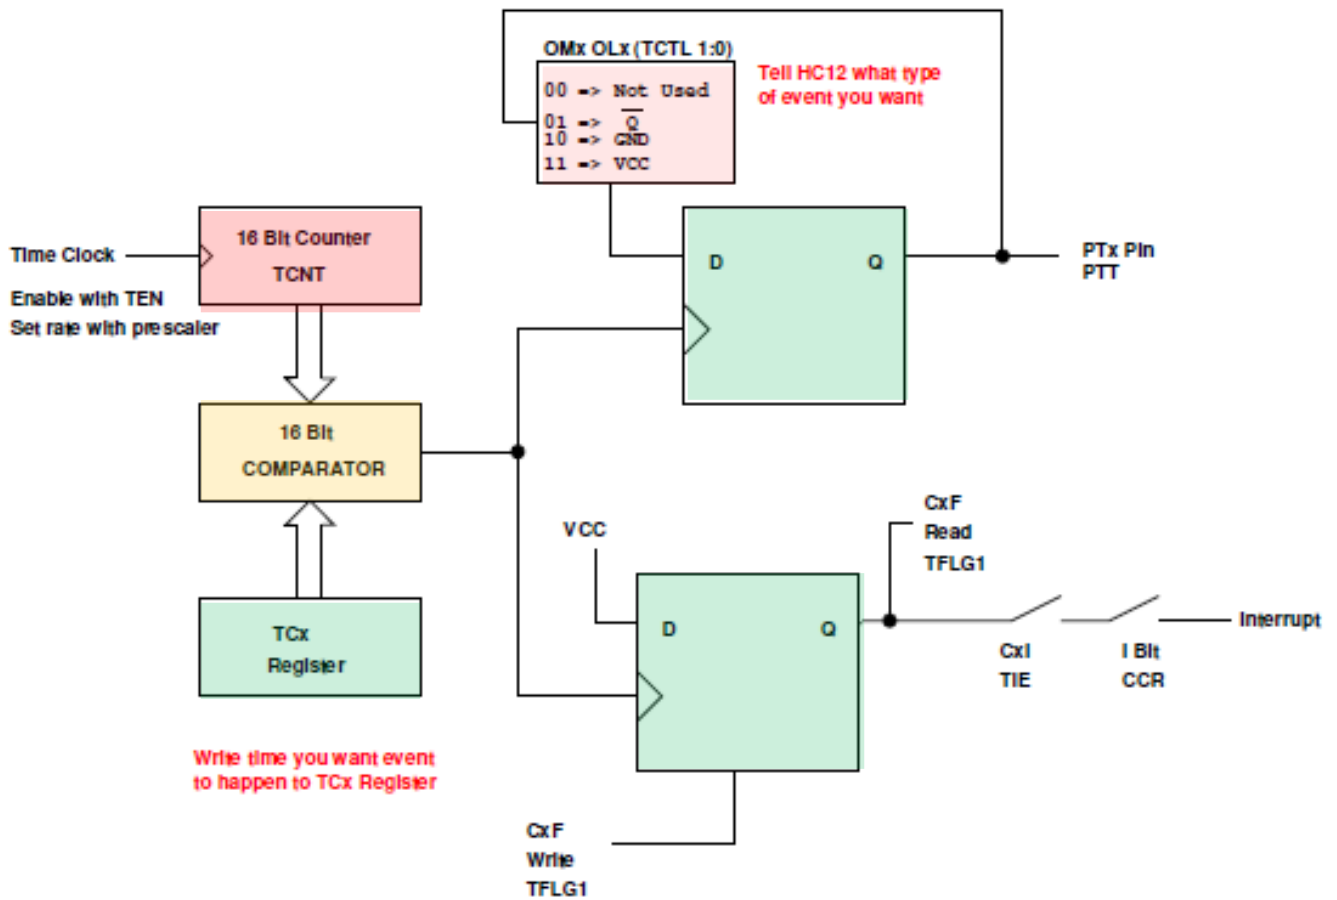 OMx OLx (TCTL 1:0)
00 => Not Used
01 => Q̅
10 => GND
11 => VCC
Tell HC12 what type
of event you want
16 Bit Counter
TCNT
Time Clock
Enable with TEN
Set rate with prescaler
D
Q
PTx Pin
PTT
16 Bit
COMPARATOR
VCC
CxF
Read
TFLG1
TCx
Register
D
Q
Interrupt
CxI
TIE
I Bit
CCR
Write time you want event
to happen to TCx Register
CxF
Write
TFLG1